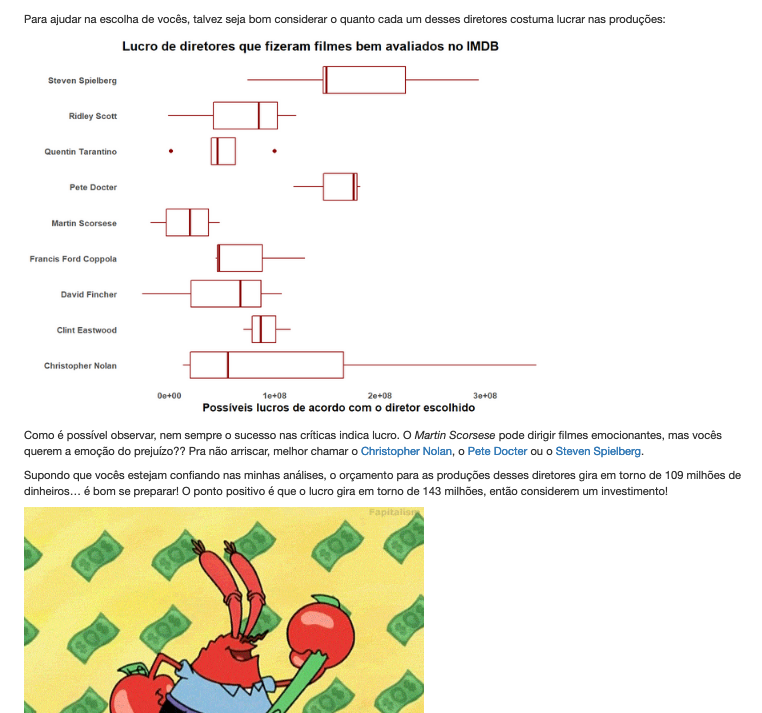 Para ajudar na escolha de vocês, talvez seja bom considerar o quanto cada um desses diretores costuma lucrar nas produções:
Lucro de diretores que fizeram filmes bem avaliados no IMDB
Steven Spielberg
Ridley Scott
Quentin Tarantino
Pete Docter
Martin Scorsese
Francis Ford Coppola
David Fincher
Clint Eastwood
Christopher Nolan
0e+00 1e+08 2e+08 3e+08
Possíveis lucros de acordo com o diretor escolhido
Como é possível observar, nem sempre o sucesso nas críticas indica lucro. O Martin Scorsese pode dirigir filmes emocionantes, mas vocês
querem a emoção do prejuízo?? Pra não arriscar, melhor chamar o Christopher Nolan, o Pete Docter ou o Steven Spielberg.
Supondo que vocês estejam confiando nas minhas análises, o orçamento para as produções desses diretores gira em torno de 109 milhões de
dinheiros... é bom se preparar! O ponto positivo é que o lucro gira em torno de 143 milhões, então considerem um investimento!